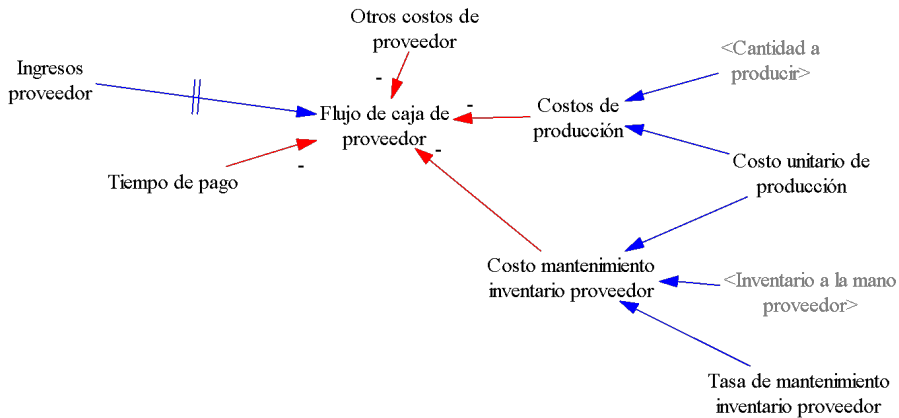 Otros costos de
proveedor
-
Ingresos
proveedor
Flujo de caja de
proveedor
-
Costos de
producción
<Cantidad a
producir>
-
Tiempo de pago
-
Costo unitario de
producción
Costo mantenimiento
inventario proveedor
<Inventario a la mano
proveedor>
Tasa de mantenimiento
inventario proveedor